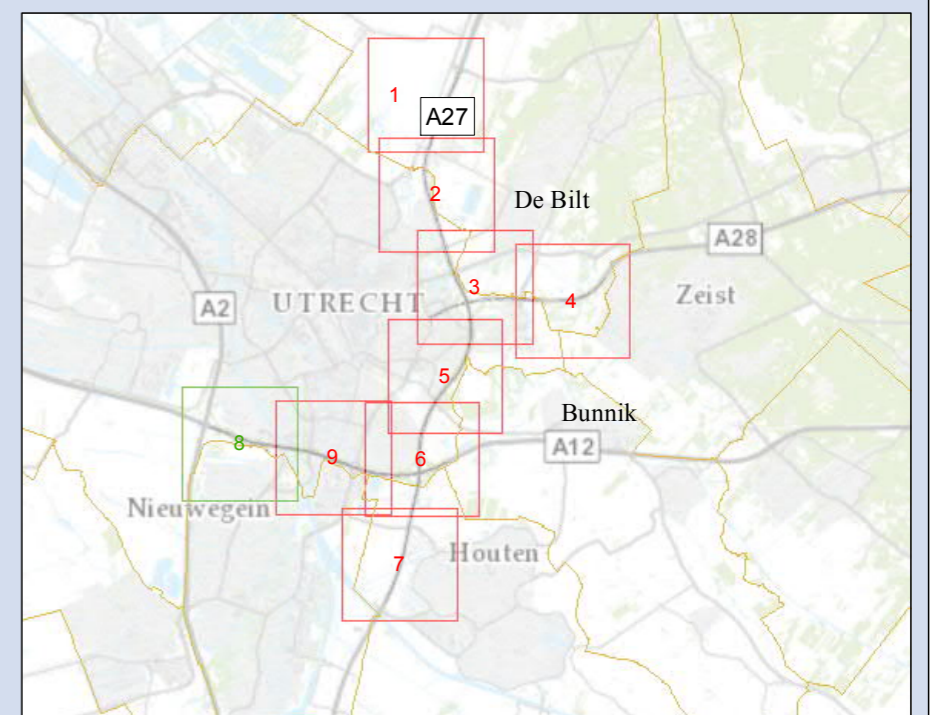 1
A27
2
De Bilt
A28
3
4
Zeist
A2
UTRECHT
5
Bunnik
8
9
6
A12
Nieuwegein
Houten
7